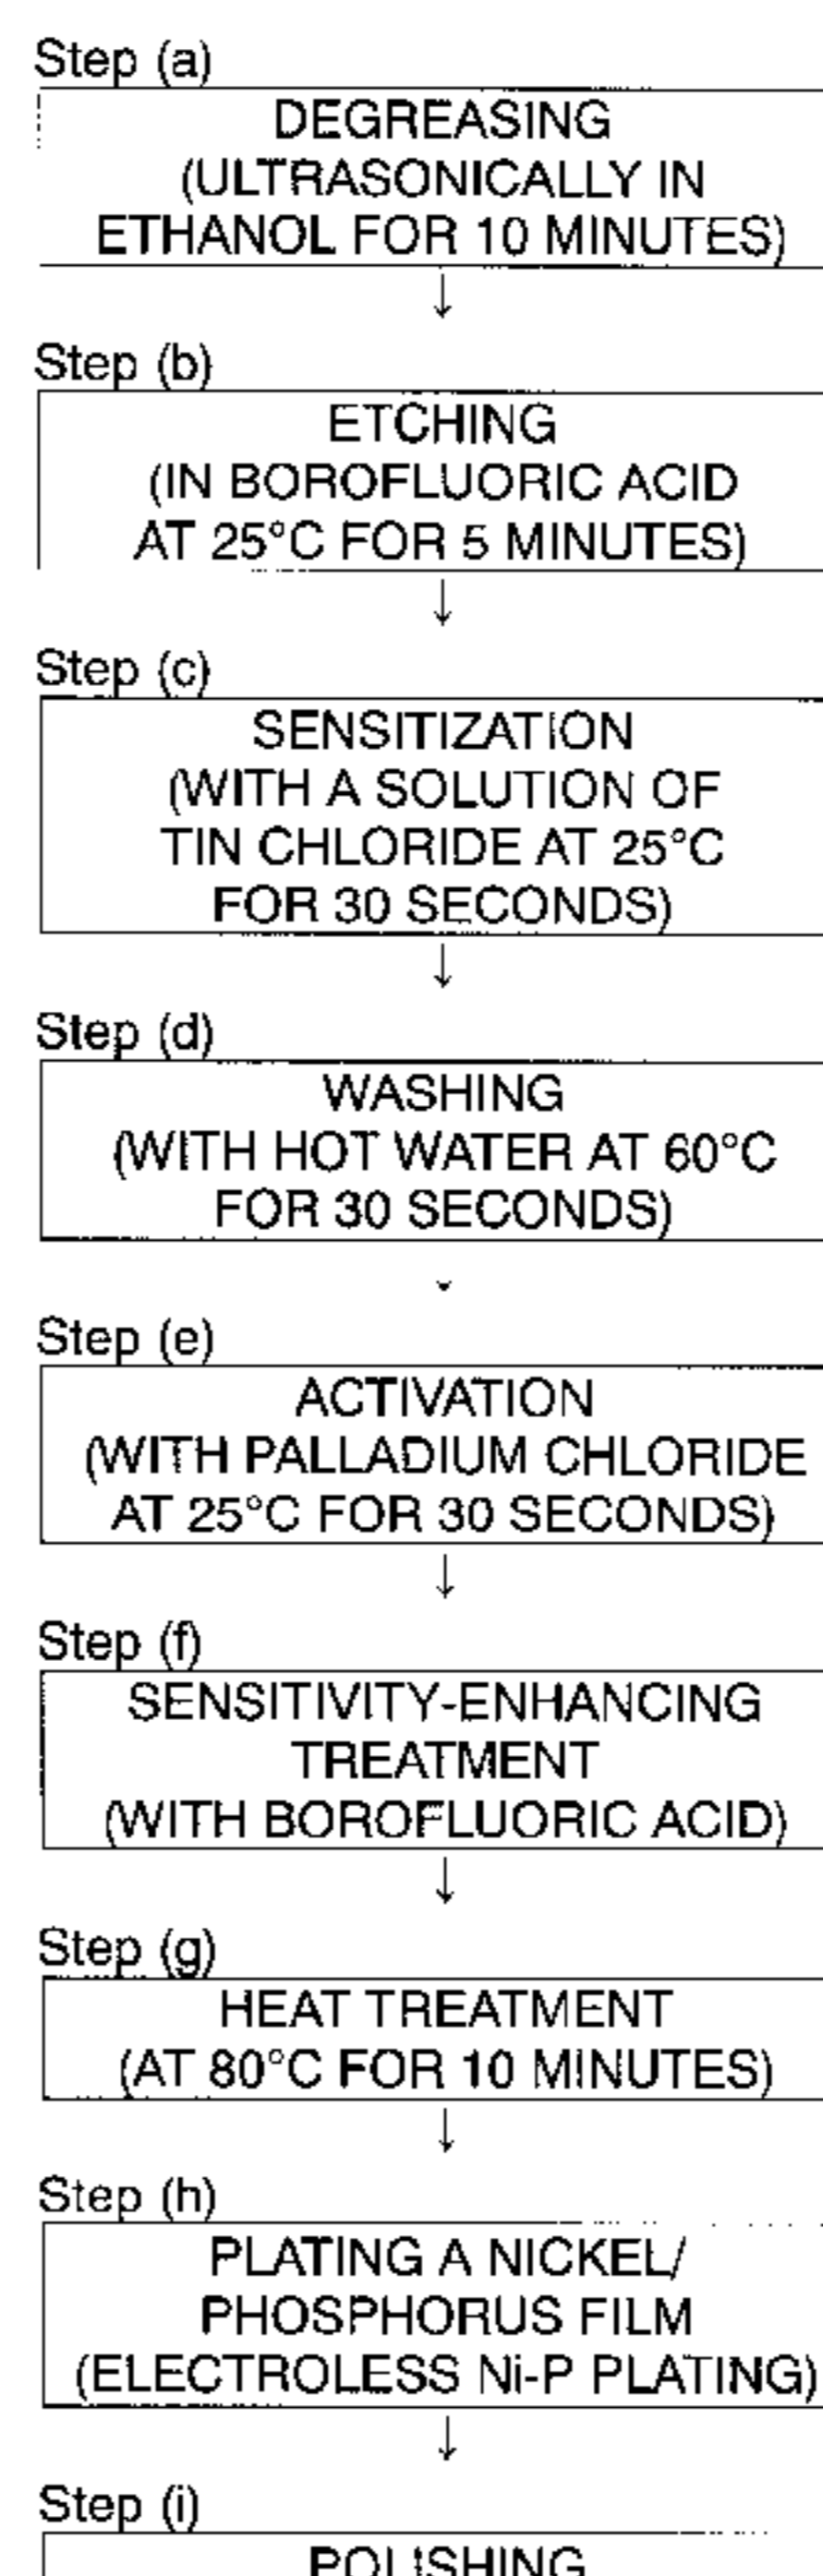 Step (a)
DEGREASING
(ULTRASONICALLY IN
ETHANOL FOR 10 MINUTES)
↓
Step (b)
ETCHING
(IN BOROFLUORIC ACID
AT 25°C FOR 5 MINUTES)
↓
Step (c)
SENSITIZATION
(WITH A SOLUTION OF
TIN CHLORIDE AT 25°C
FOR 30 SECONDS)
↓
Step (d)
WASHING
(WITH HOT WATER AT 60°C
FOR 30 SECONDS)
Step (e)
ACTIVATION
(WITH PALLADIUM CHLORIDE
AT 25°C FOR 30 SECONDS)
↓
Step (f)
SENSITIVITY-ENHANCING
TREATMENT
(WITH BOROFLUORIC ACID)
↓
Step (g)
HEAT TREATMENT
(AT 80°C FOR 10 MINUTES)
↓
Step (h)
PLATING A NICKEL/
PHOSPHORUS FILM
(ELECTROLESS Ni-P PLATING)
↓
Step (i)
POLISHING